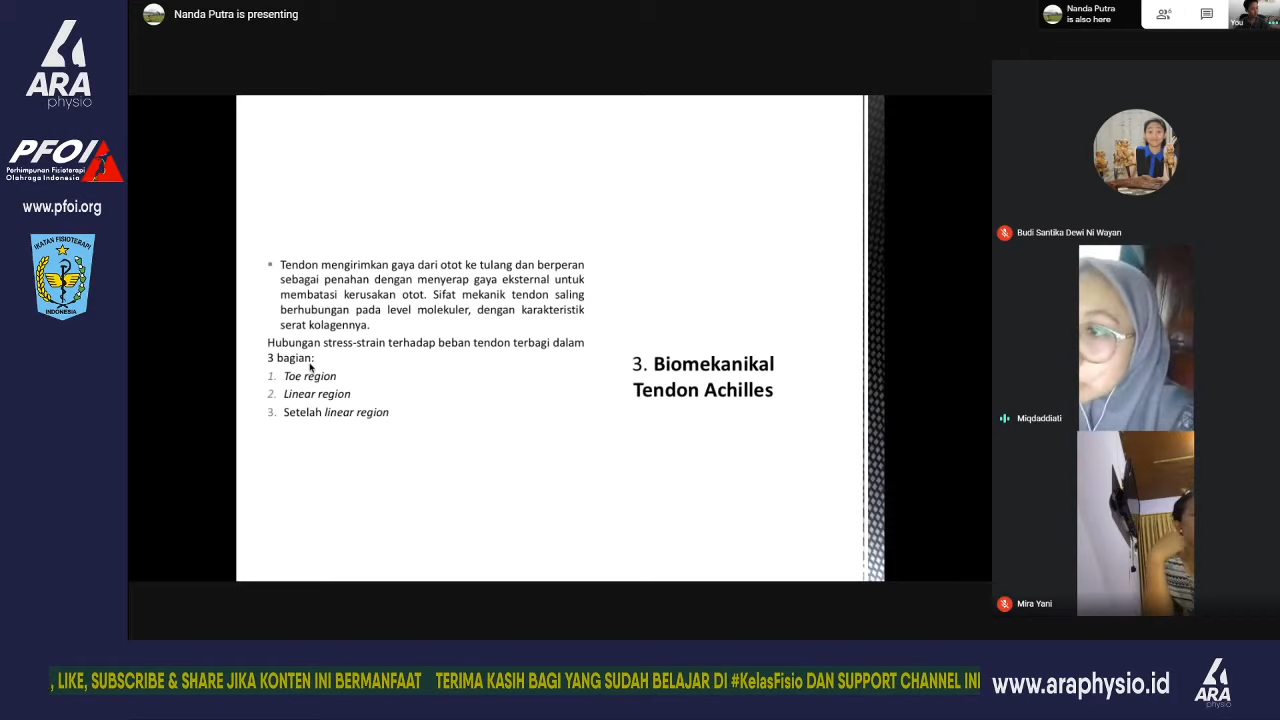 Nanda Putra is presenting
Nanda Putra
is also here
You
ARA
physio
PFOI
Perhimpunan Fisioterapi
Olahraga Indonesia
www.pfoi.org
IKATAN FISIOTERAPI
INDONESIA
▪ Tendon mengirimkan gaya dari otot ke tulang dan berperan
sebagai penahan dengan menyerap gaya eksternal untuk
membatasi kerusakan otot. Sifat mekanik tendon saling
berhubungan pada level molekuler, dengan karakteristik
serat kolagennya.
Hubungan stress-strain terhadap beban tendon terbagi dalam
3 bagian:
1. Toe region
2. Linear region
3. Setelah linear region
3. Biomekanikal
Tendon Achilles
Budi Santika Dewi Ni Wayan
Miqdaddiati
Mira Yani
, LIKE, SUBSCRIBE & SHARE JIKA KONTEN INI BERMANFAAT TERIMA KASIH BAGI YANG SUDAH BELAJAR DI #KelasFisio DAN SUPPORT CHANNEL INI
www.araphysio.id
ARA
physio